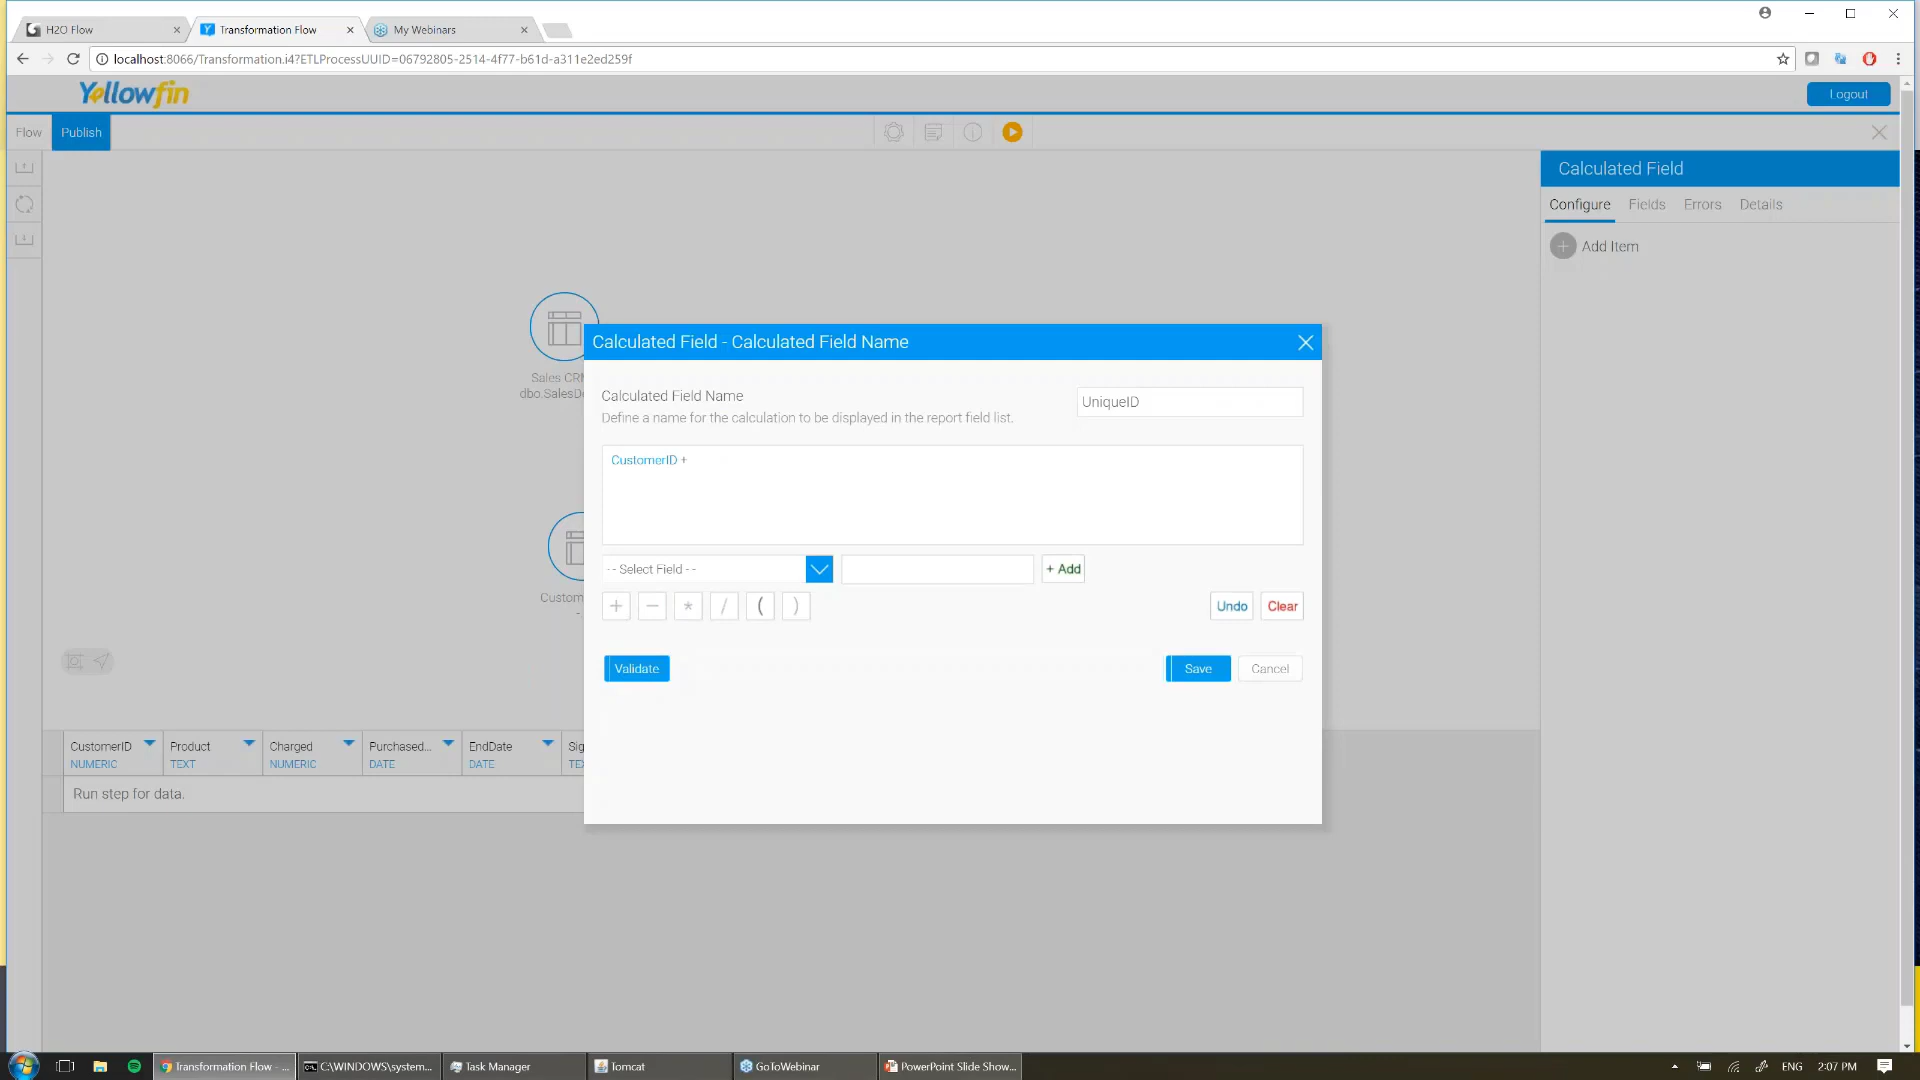 H2O Flow
Transformation Flow
My Webinars
localhost:8066/Transformation.i4?ETLProcessUUID=06792805-2514-4f77-b61d-a311e2ed259f
Yellowfin
Logout
Flow
Publish
Calculated Field
Configure
Fields
Errors
Details
+ Add Item
Sales CRM
dbo.SalesDe
Custom
-
Calculated Field - Calculated Field Name
Calculated Field Name
UniqueID
Define a name for the calculation to be displayed in the report field list.
CustomerID +
-- Select Field --
+ Add
+ − * / ( )
Undo
Clear
Validate
Save
Cancel
CustomerID
Product
Charged
Purchased...
EndDate
Sig
NUMERIC
TEXT
NUMERIC
DATE
DATE
TE
Run step for data.
Transformation Flow - ...
C:\WINDOWS\system...
Task Manager
Tomcat
GoToWebinar
PowerPoint Slide Show...
ENG
2:07 PM